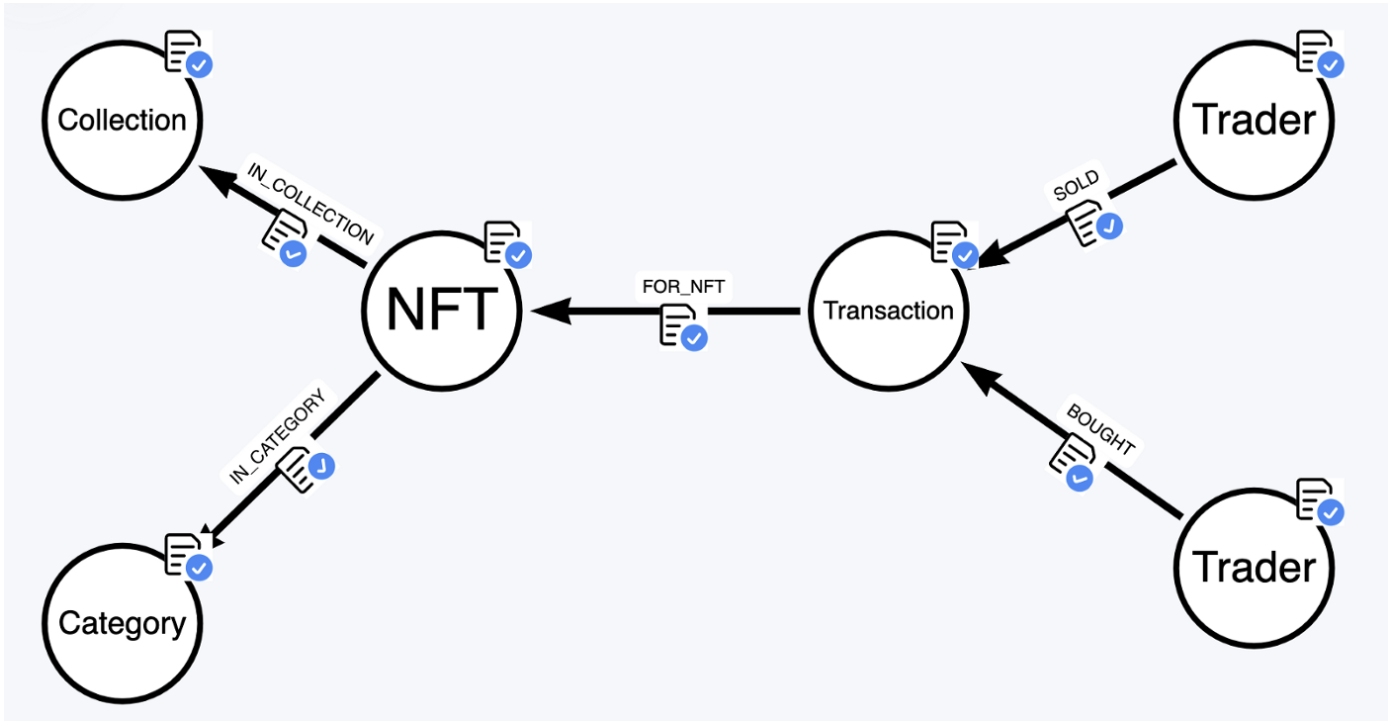 Collection
Trader
IN_COLLECTION
SOLD
NFT
FOR_NFT
Transaction
IN_CATEGORY
BOUGHT
Category
Trader